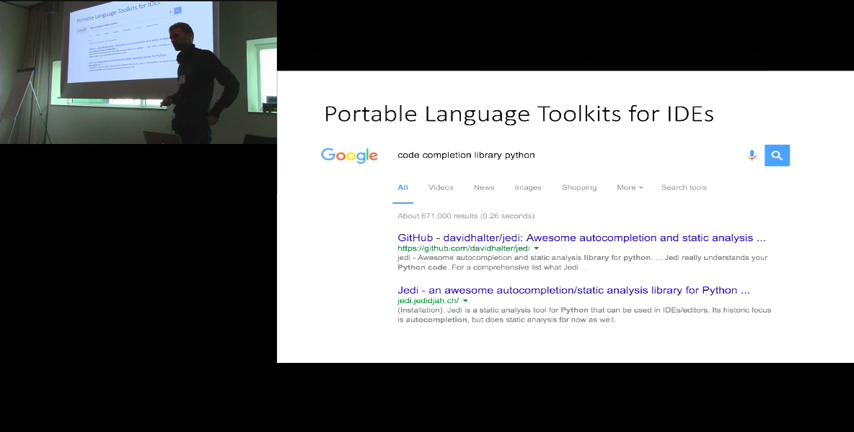 Portable Language Toolkits for IDEs
Portable Language Toolkits for IDEs
Google code completion library python
All Videos News Images Shopping More Search tools
About 671,000 results (0.26 seconds)
GitHub - davidhalter/jedi: Awesome autocompletion and static analysis ...
https://github.com/davidhalter/jedi
jedi - Awesome autocompletion and static analysis library for python. ... Jedi really understands your
Python code. For a comprehensive list what Jedi ...
Jedi - an awesome autocompletion/static analysis library for Python ...
jedi.jedidjah.ch/
(Installation). Jedi is a static analysis tool for Python that can be used in IDEs/editors. Its historic focus
is autocompletion, but does static analysis for now as well.